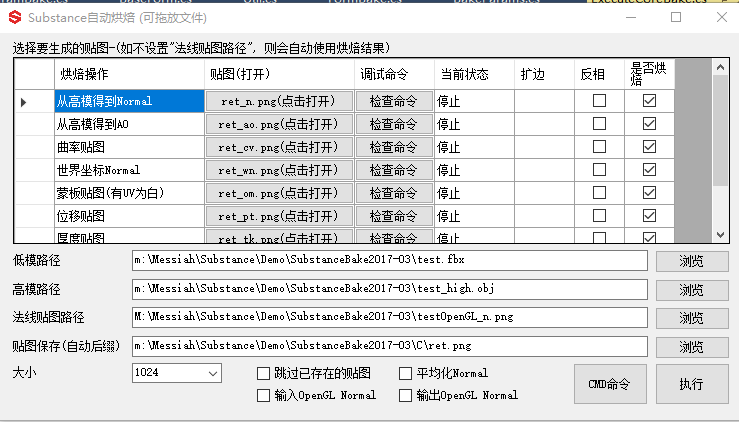 Substance自动烘焙 (可拖放文件)
选择要生成的贴图-(如不设置"法线贴图路径", 则会自动使用烘焙结果)
烘焙操作 贴图(打开) 调试命令 当前状态 扩边 反相 是否烘焙
从高模得到Normal ret_n.png(点击打开) 检查命令 停止
从高模得到AO ret_ao.png(点击打开) 检查命令 停止
曲率贴图 ret_cv.png(点击打开) 检查命令 停止
世界坐标Normal ret_wn.png(点击打开) 检查命令 停止
蒙板贴图(有UV为白) ret_om.png(点击打开) 检查命令 停止
位移贴图 ret_pt.png(点击打开) 检查命令 停止
厚度贴图 ret_tk.png(点击打开) 检查命令 停止
低模路径 m:\Messiah\Substance\Demo\SubstanceBake2017-03\test.fbx 浏览
高模路径 m:\Messiah\Substance\Demo\SubstanceBake2017-03\test_high.obj 浏览
法线贴图路径 M:\Messiah\Substance\Demo\SubstanceBake2017-03\testOpenGL_n.png 浏览
贴图保存(自动后缀) m:\Messiah\Substance\Demo\SubstanceBake2017-03\C\ret.png 浏览
大小 1024 跳过已存在的贴图 平均化Normal CMD命令 执行
输入OpenGL Normal 输出OpenGL Normal